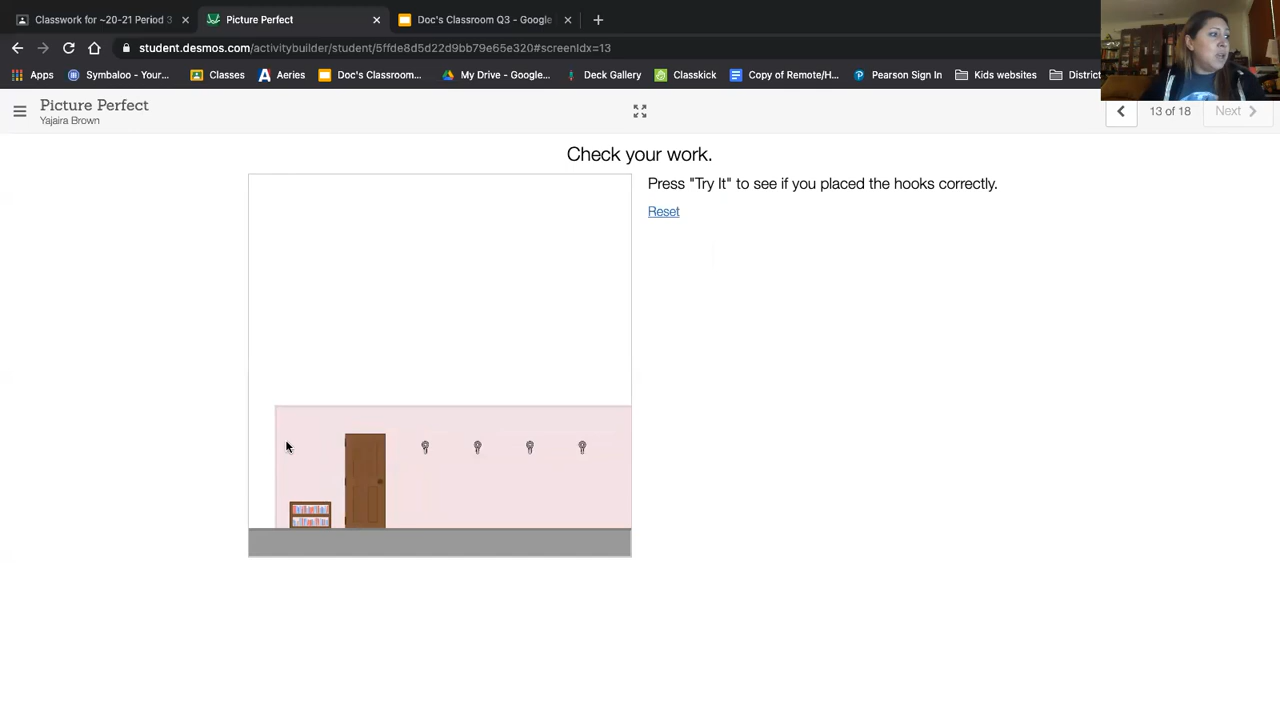 Classwork for ~20-21 Period 3
Picture Perfect
Doc's Classroom Q3 - Google
student.desmos.com/activitybuilder/student/5ffde8d5d22d9bb79e65e320#screenIdx=13
Apps
Symbaloo - Your...
Classes
Aeries
Doc's Classroom...
My Drive - Google...
Deck Gallery
Classkick
Copy of Remote/H...
Pearson Sign In
Kids websites
District
Picture Perfect
Yajaira Brown
13 of 18
Next
Check your work.
Press "Try It" to see if you placed the hooks correctly.
Reset